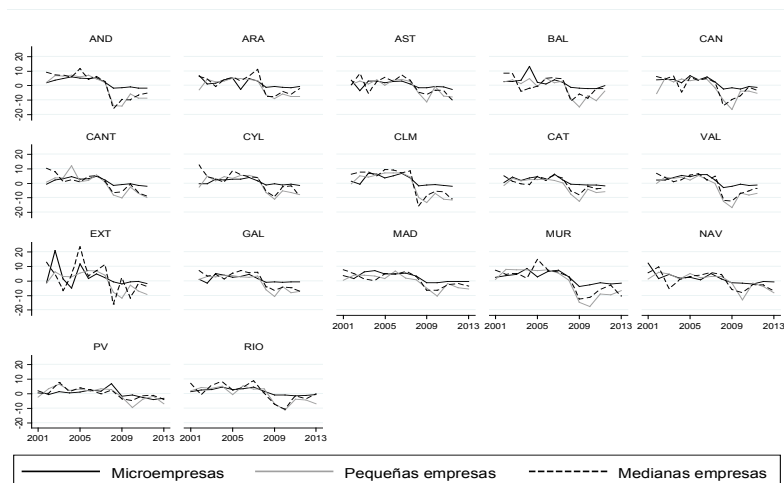 AND ARA AST BAL CAN
20
10
0
-10
-20
CANT CYL CLM CAT VAL
20
10
0
-10
-20
EXT GAL MAD MUR NAV
20
10
0
-10
-20
2001 2005 2009 2013 2001 2005 2009 2013 2001 2005 2009 2013
PV RIO
20
10
0
-10
-20
2001 2005 2009 2013 2001 2005 2009 2013
Microempresas Pequeñas empresas Medianas empresas